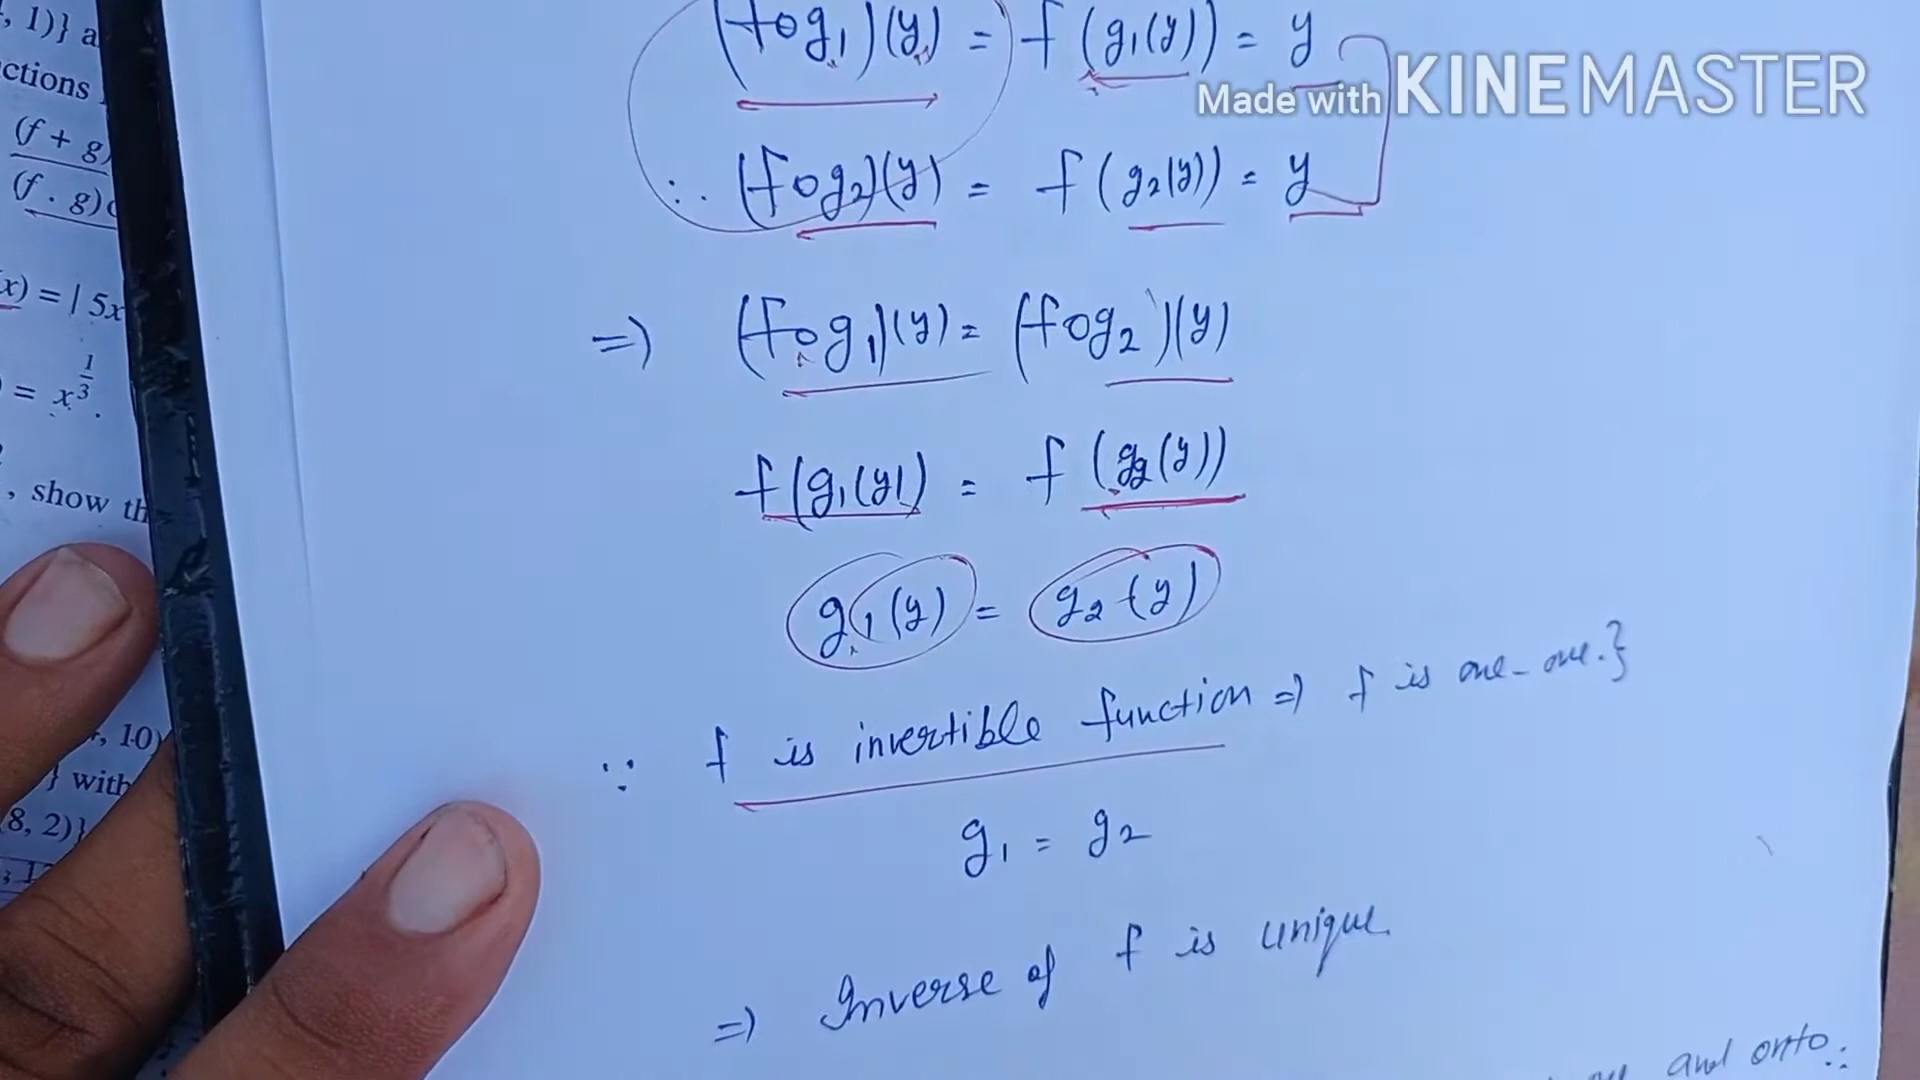 , 1)} a
ctions
(f + g)
(f . g)
x) = | 5x
= x^{1/3}.
, show th
, 10)
} with
8, 2)}
(fog₁)(y) = f(g₁(y)) = y
Made with KINEMASTER
∴ (fog₂)(y) = f(g₂(y)) = y
=> (fog₁)(y) = (fog₂)(y)
f(g₁(y)) = f(g₂(y))
g₁(y) = g₂(y)
∵ f is invertible function => f is one-one.}
g₁ = g₂
=> Inverse of f is unique.
and onto